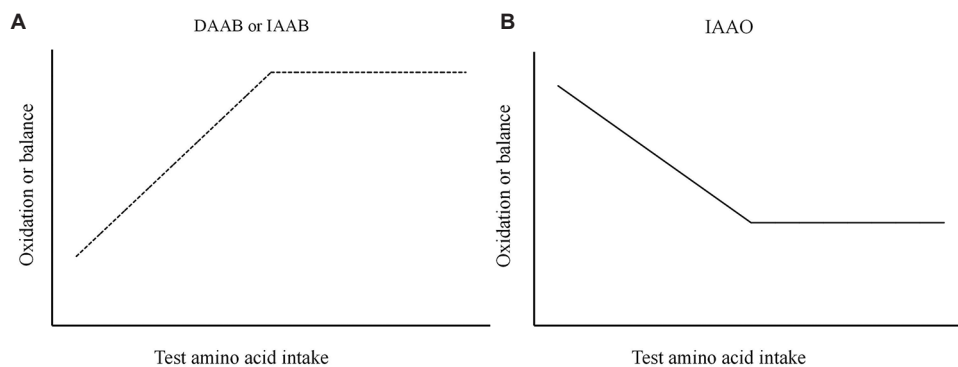 A
DAAB or IAAB
Oxidation or balance
Test amino acid intake
B
IAAO
Oxidation or balance
Test amino acid intake